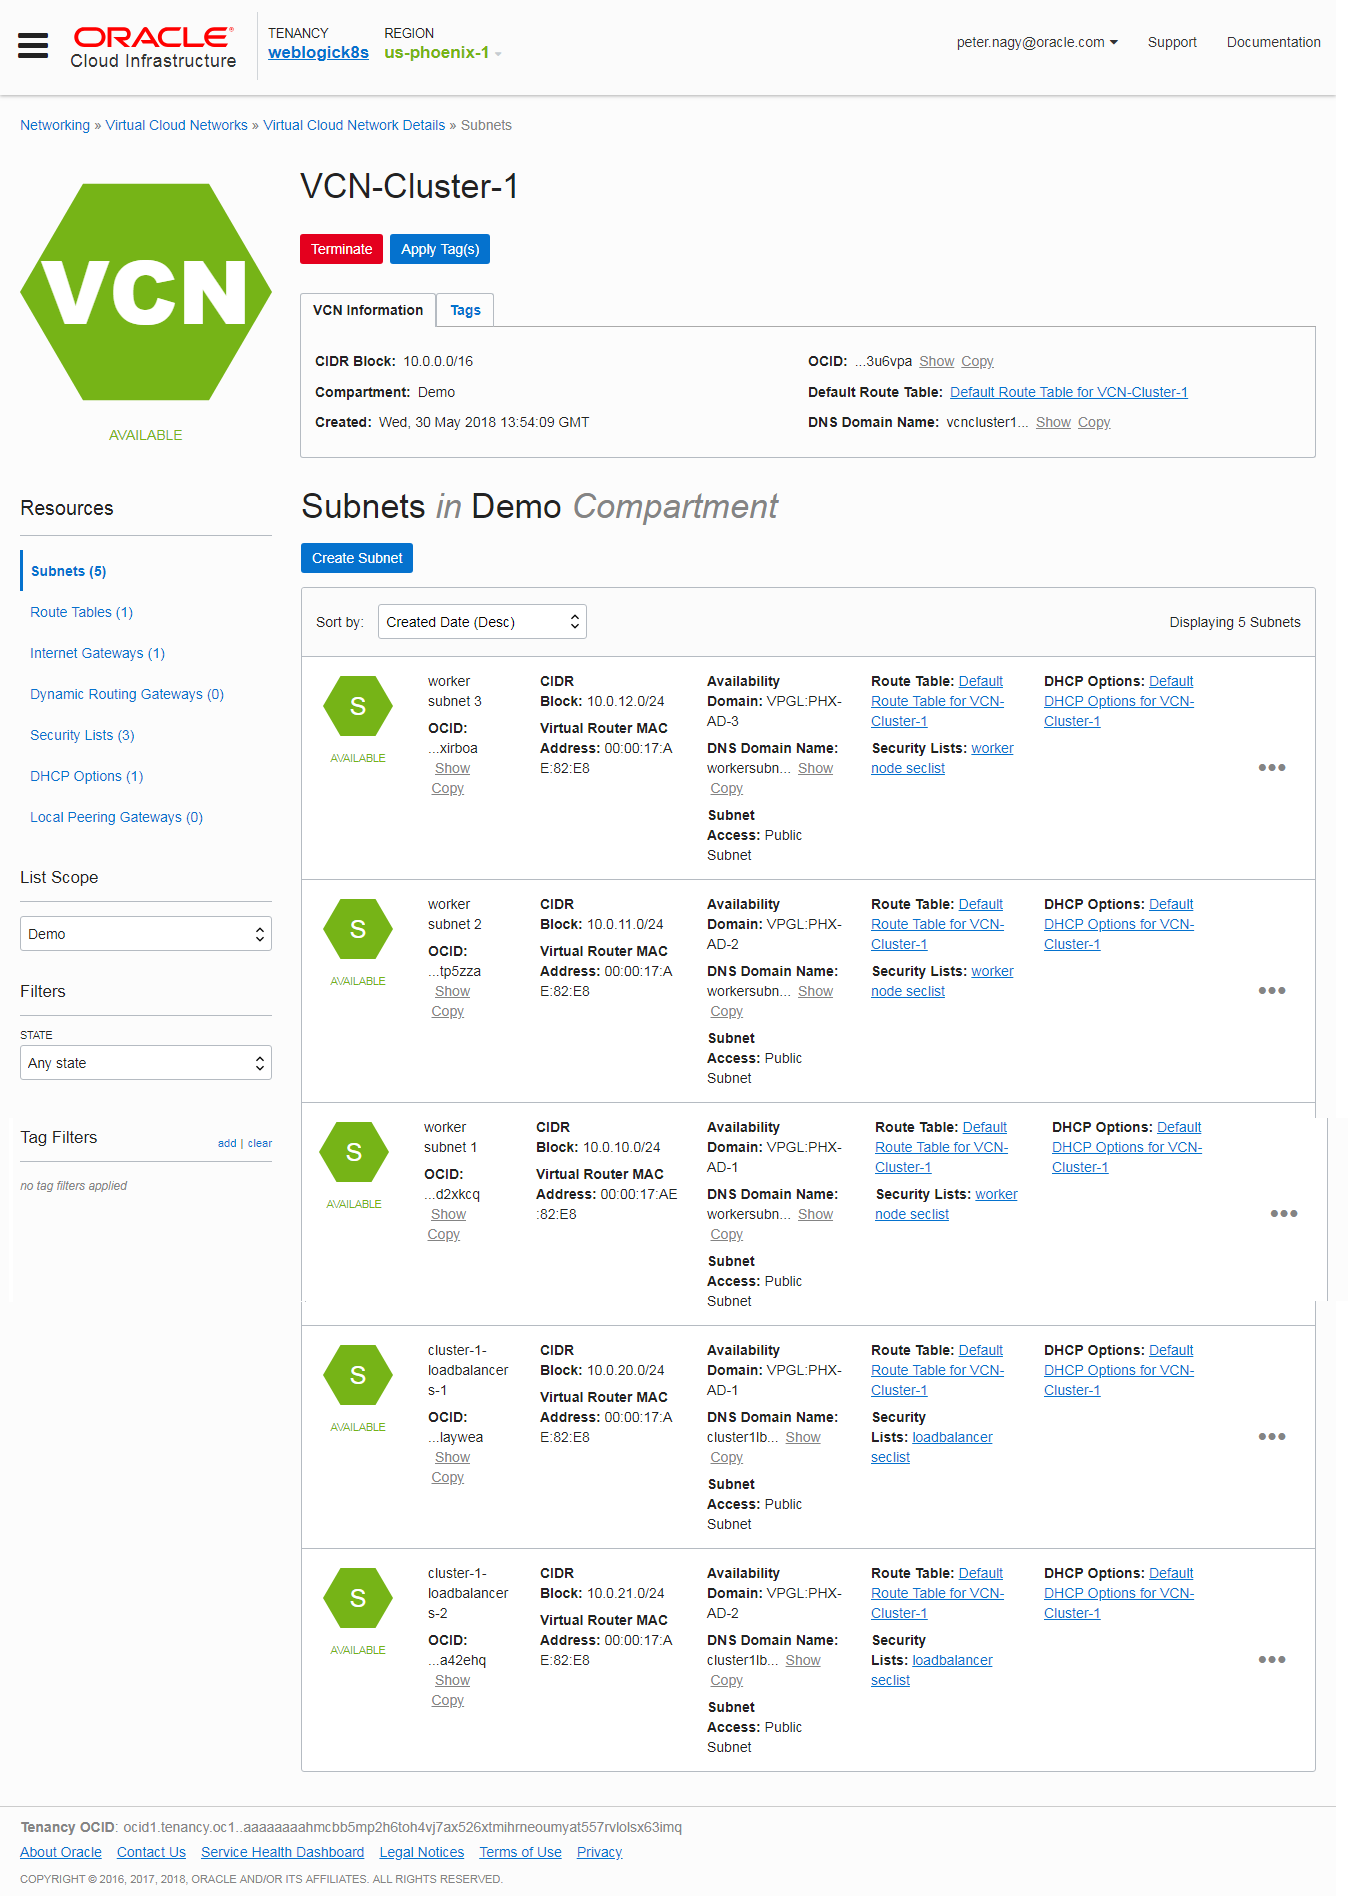 ORACLE
Cloud Infrastructure
TENANCY
weblogick8s
REGION
us-phoenix-1
peter.nagy@oracle.com
Support
Documentation
Networking » Virtual Cloud Networks » Virtual Cloud Network Details » Subnets
VCN
AVAILABLE
VCN-Cluster-1
Terminate
Apply Tag(s)
VCN Information
Tags
CIDR Block: 10.0.0.0/16
Compartment: Demo
Created: Wed, 30 May 2018 13:54:09 GMT
OCID: ...3u6vpa Show Copy
Default Route Table: Default Route Table for VCN-Cluster-1
DNS Domain Name: vcncluster1... Show Copy
Resources
Subnets (5)
Route Tables (1)
Internet Gateways (1)
Dynamic Routing Gateways (0)
Security Lists (3)
DHCP Options (1)
Local Peering Gateways (0)
List Scope
Demo
Filters
STATE
Any state
Tag Filters
add | clear
no tag filters applied
Subnets in Demo Compartment
Create Subnet
Sort by:
Created Date (Desc)
Displaying 5 Subnets
S
AVAILABLE
worker
subnet 3
OCID:
...xirboa
Show
Copy
CIDR
Block: 10.0.12.0/24
Virtual Router MAC
Address: 00:00:17:A
E:82:E8
Availability
Domain: VPGL:PHX-
AD-3
DNS Domain Name:
workersubn... Show
Copy
Subnet
Access: Public
Subnet
Route Table: Default
Route Table for VCN-
Cluster-1
Security Lists: worker
node seclist
DHCP Options: Default
DHCP Options for VCN-
Cluster-1
S
AVAILABLE
worker
subnet 2
OCID:
...tp5zza
Show
Copy
CIDR
Block: 10.0.11.0/24
Virtual Router MAC
Address: 00:00:17:A
E:82:E8
Availability
Domain: VPGL:PHX-
AD-2
DNS Domain Name:
workersubn... Show
Copy
Subnet
Access: Public
Subnet
Route Table: Default
Route Table for VCN-
Cluster-1
Security Lists: worker
node seclist
DHCP Options: Default
DHCP Options for VCN-
Cluster-1
S
AVAILABLE
worker
subnet 1
OCID:
...d2xkcq
Show
Copy
CIDR
Block: 10.0.10.0/24
Virtual Router MAC
Address: 00:00:17:AE
:82:E8
Availability
Domain: VPGL:PHX-
AD-1
DNS Domain Name:
workersubn... Show
Copy
Subnet
Access: Public
Subnet
Route Table: Default
Route Table for VCN-
Cluster-1
Security Lists: worker
node seclist
DHCP Options: Default
DHCP Options for VCN-
Cluster-1
S
AVAILABLE
cluster-1-
loadbalancer
s-1
OCID:
...laywea
Show
Copy
CIDR
Block: 10.0.20.0/24
Virtual Router MAC
Address: 00:00:17:A
E:82:E8
Availability
Domain: VPGL:PHX-
AD-1
DNS Domain Name:
cluster1lb... Show
Copy
Subnet
Access: Public
Subnet
Route Table: Default
Route Table for VCN-
Cluster-1
Security
Lists: loadbalancer
seclist
DHCP Options: Default
DHCP Options for VCN-
Cluster-1
S
AVAILABLE
cluster-1-
loadbalancer
s-2
OCID:
...a42ehq
Show
Copy
CIDR
Block: 10.0.21.0/24
Virtual Router MAC
Address: 00:00:17:A
E:82:E8
Availability
Domain: VPGL:PHX-
AD-2
DNS Domain Name:
cluster1lb... Show
Copy
Subnet
Access: Public
Subnet
Route Table: Default
Route Table for VCN-
Cluster-1
Security
Lists: loadbalancer
seclist
DHCP Options: Default
DHCP Options for VCN-
Cluster-1
Tenancy OCID: ocid1.tenancy.oc1..aaaaaaaahmcbb5mp2h6toh4vj7ax526xtmihrneoumyat557rvlolsx63imq
About Oracle Contact Us Service Health Dashboard Legal Notices Terms of Use Privacy
COPYRIGHT © 2016, 2017, 2018, ORACLE AND/OR ITS AFFILIATES. ALL RIGHTS RESERVED.